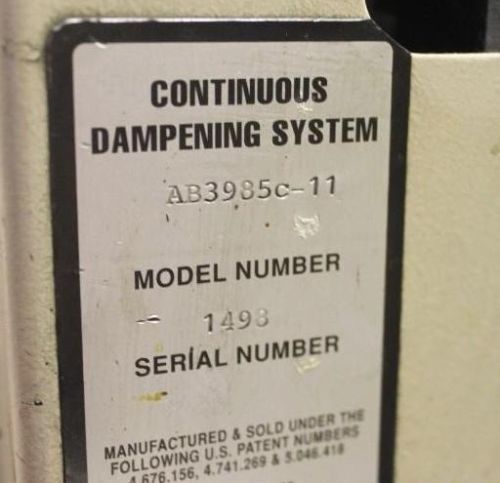 CONTINUOUS
DAMPENING SYSTEM
AB3985c-11
MODEL NUMBER
1498
SERIAL NUMBER
MANUFACTURED & SOLD UNDER THE
FOLLOWING U.S. PATENT NUMBERS
4,676,156, 4.741.269 & 5.046.418